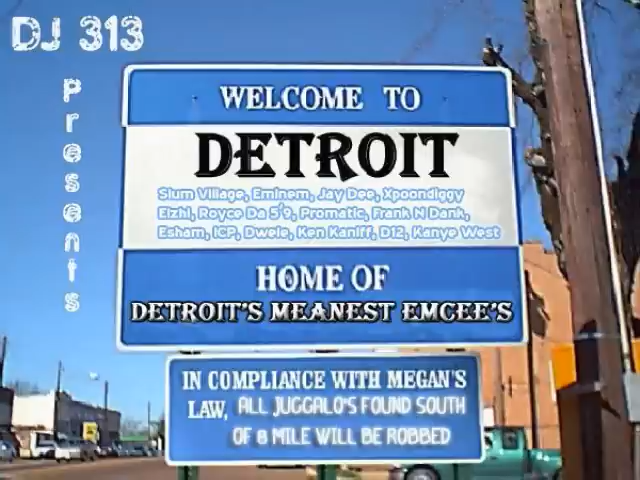 DJ 313
Presents
WELCOME TO
DETROIT
Slum Village, Eminem, Jay Dee, Xpoondiggy
Elzhi, Royce Da 5'9, Promatic, Frank N Dank,
Esham, ICP, Dwele, Ken Kaniff, D12, Kanye West
HOME OF
DETROIT'S MEANEST EMCEE'S
IN COMPLIANCE WITH MEGAN'S
LAW, ALL JUGGALO'S FOUND SOUTH
OF 8 MILE WILL BE ROBBED